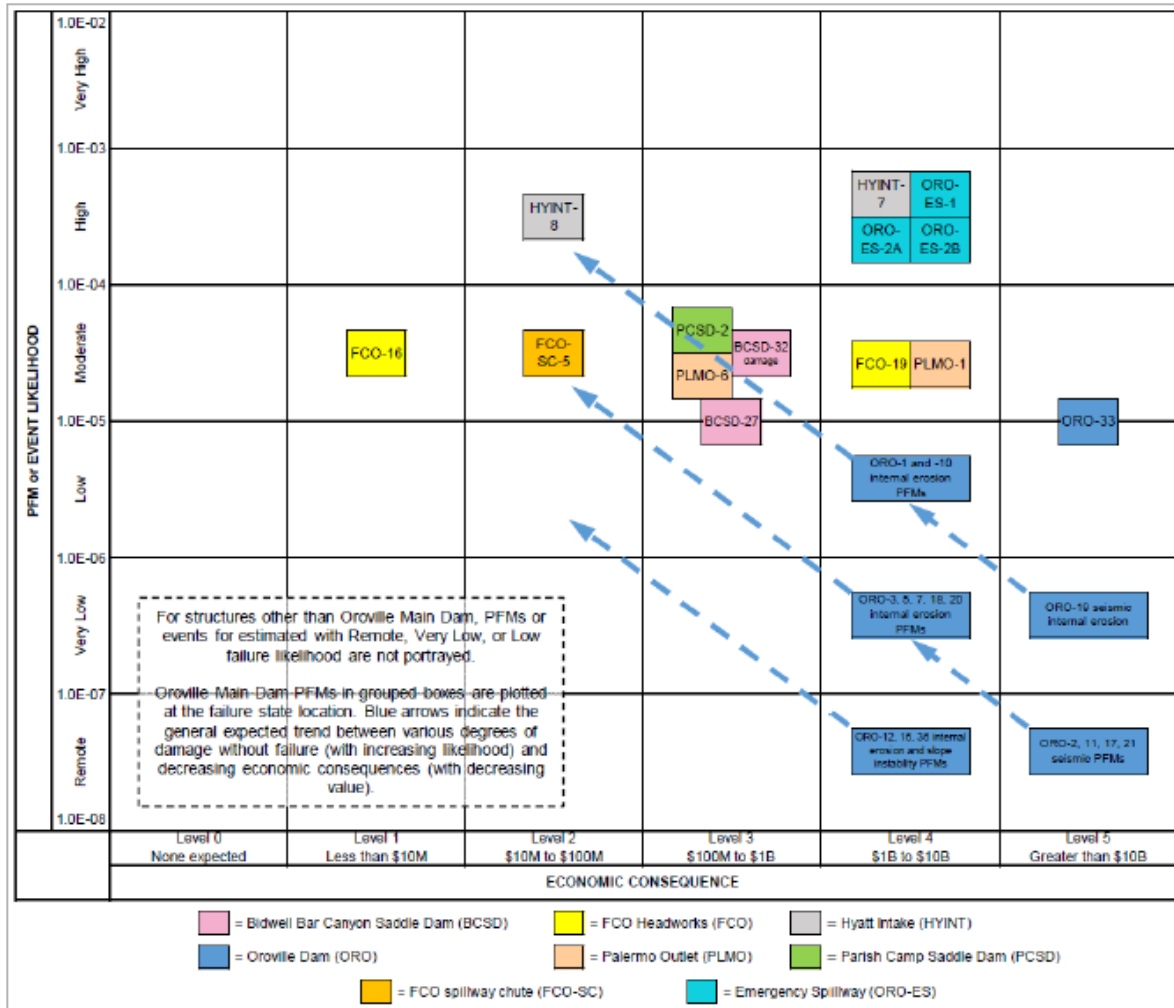 PFM or EVENT LIKELIHOOD
1.0E-02
Very High
1.0E-03
High
1.0E-04
Moderate
1.0E-05
Low
1.0E-06
Very Low
1.0E-07
Remote
1.0E-08
HYINT-
8
HYINT-
7
ORO-
ES-1
ORO-
ES-2A
ORO-
ES-2B
FCO-16
FCO-
SC-5
PCSD-2
BCSD-32
damage
PLMO-6
BCSD-27
FCO-19
PLMO-1
ORO-33
ORO-1 and -10
internal erosion
PFMs
ORO-3, 5, 7, 18, 20
internal erosion
PFMs
ORO-19 seismic
internal erosion
ORO-12, 16, 36 internal
erosion and slope
instability PFMs
ORO-2, 11, 17, 21
seismic PFMs
For structures other than Oroville Main Dam, PFMs or
events for estimated with Remote, Very Low, or Low
failure likelihood are not portrayed.
Oroville Main Dam PFMs in grouped boxes are plotted
at the failure state location. Blue arrows indicate the
general expected trend between various degrees of
damage without failure (with increasing likelihood) and
decreasing economic consequences (with decreasing
value).
Level 0
None expected
Level 1
Less than $10M
Level 2
$10M to $100M
Level 3
$100M to $1B
Level 4
$1B to $10B
Level 5
Greater than $10B
ECONOMIC CONSEQUENCE
= Bidwell Bar Canyon Saddle Dam (BCSD)
= FCO Headworks (FCO)
= Hyatt Intake (HYINT)
= Oroville Dam (ORO)
= Palermo Outlet (PLMO)
= Parish Camp Saddle Dam (PCSD)
= FCO spillway chute (FCO-SC)
= Emergency Spillway (ORO-ES)